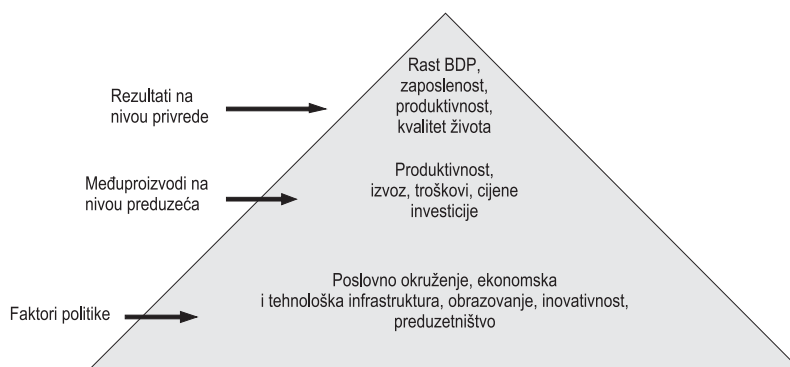 Rezultati na
nivou privrede
Rast BDP,
zaposlenost,
produktivnost,
kvalitet života
Međuproizvodi na
nivou preduzeća
Produktivnost,
izvoz, troškovi, cijene
investicije
Faktori politike
Poslovno okruženje, ekonomska
i tehnološka infrastruktura, obrazovanje, inovativnost,
preduzetništvo